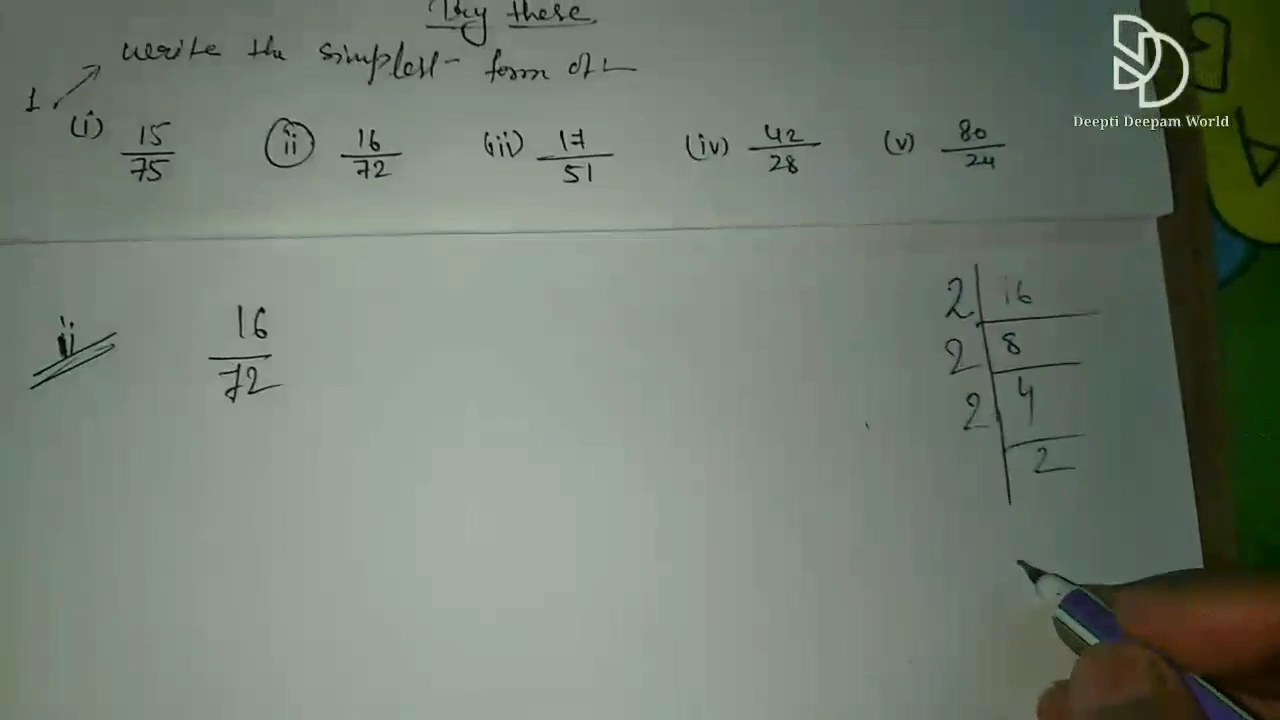 Try these
Write the simplest form of :-
1 (i) 15/75 (ii) 16/72 (iii) 17/51 (iv) 42/28 (v) 80/24
ii 16/72
2 | 16
2 | 8
2 | 4
2
Deepti Deepam World